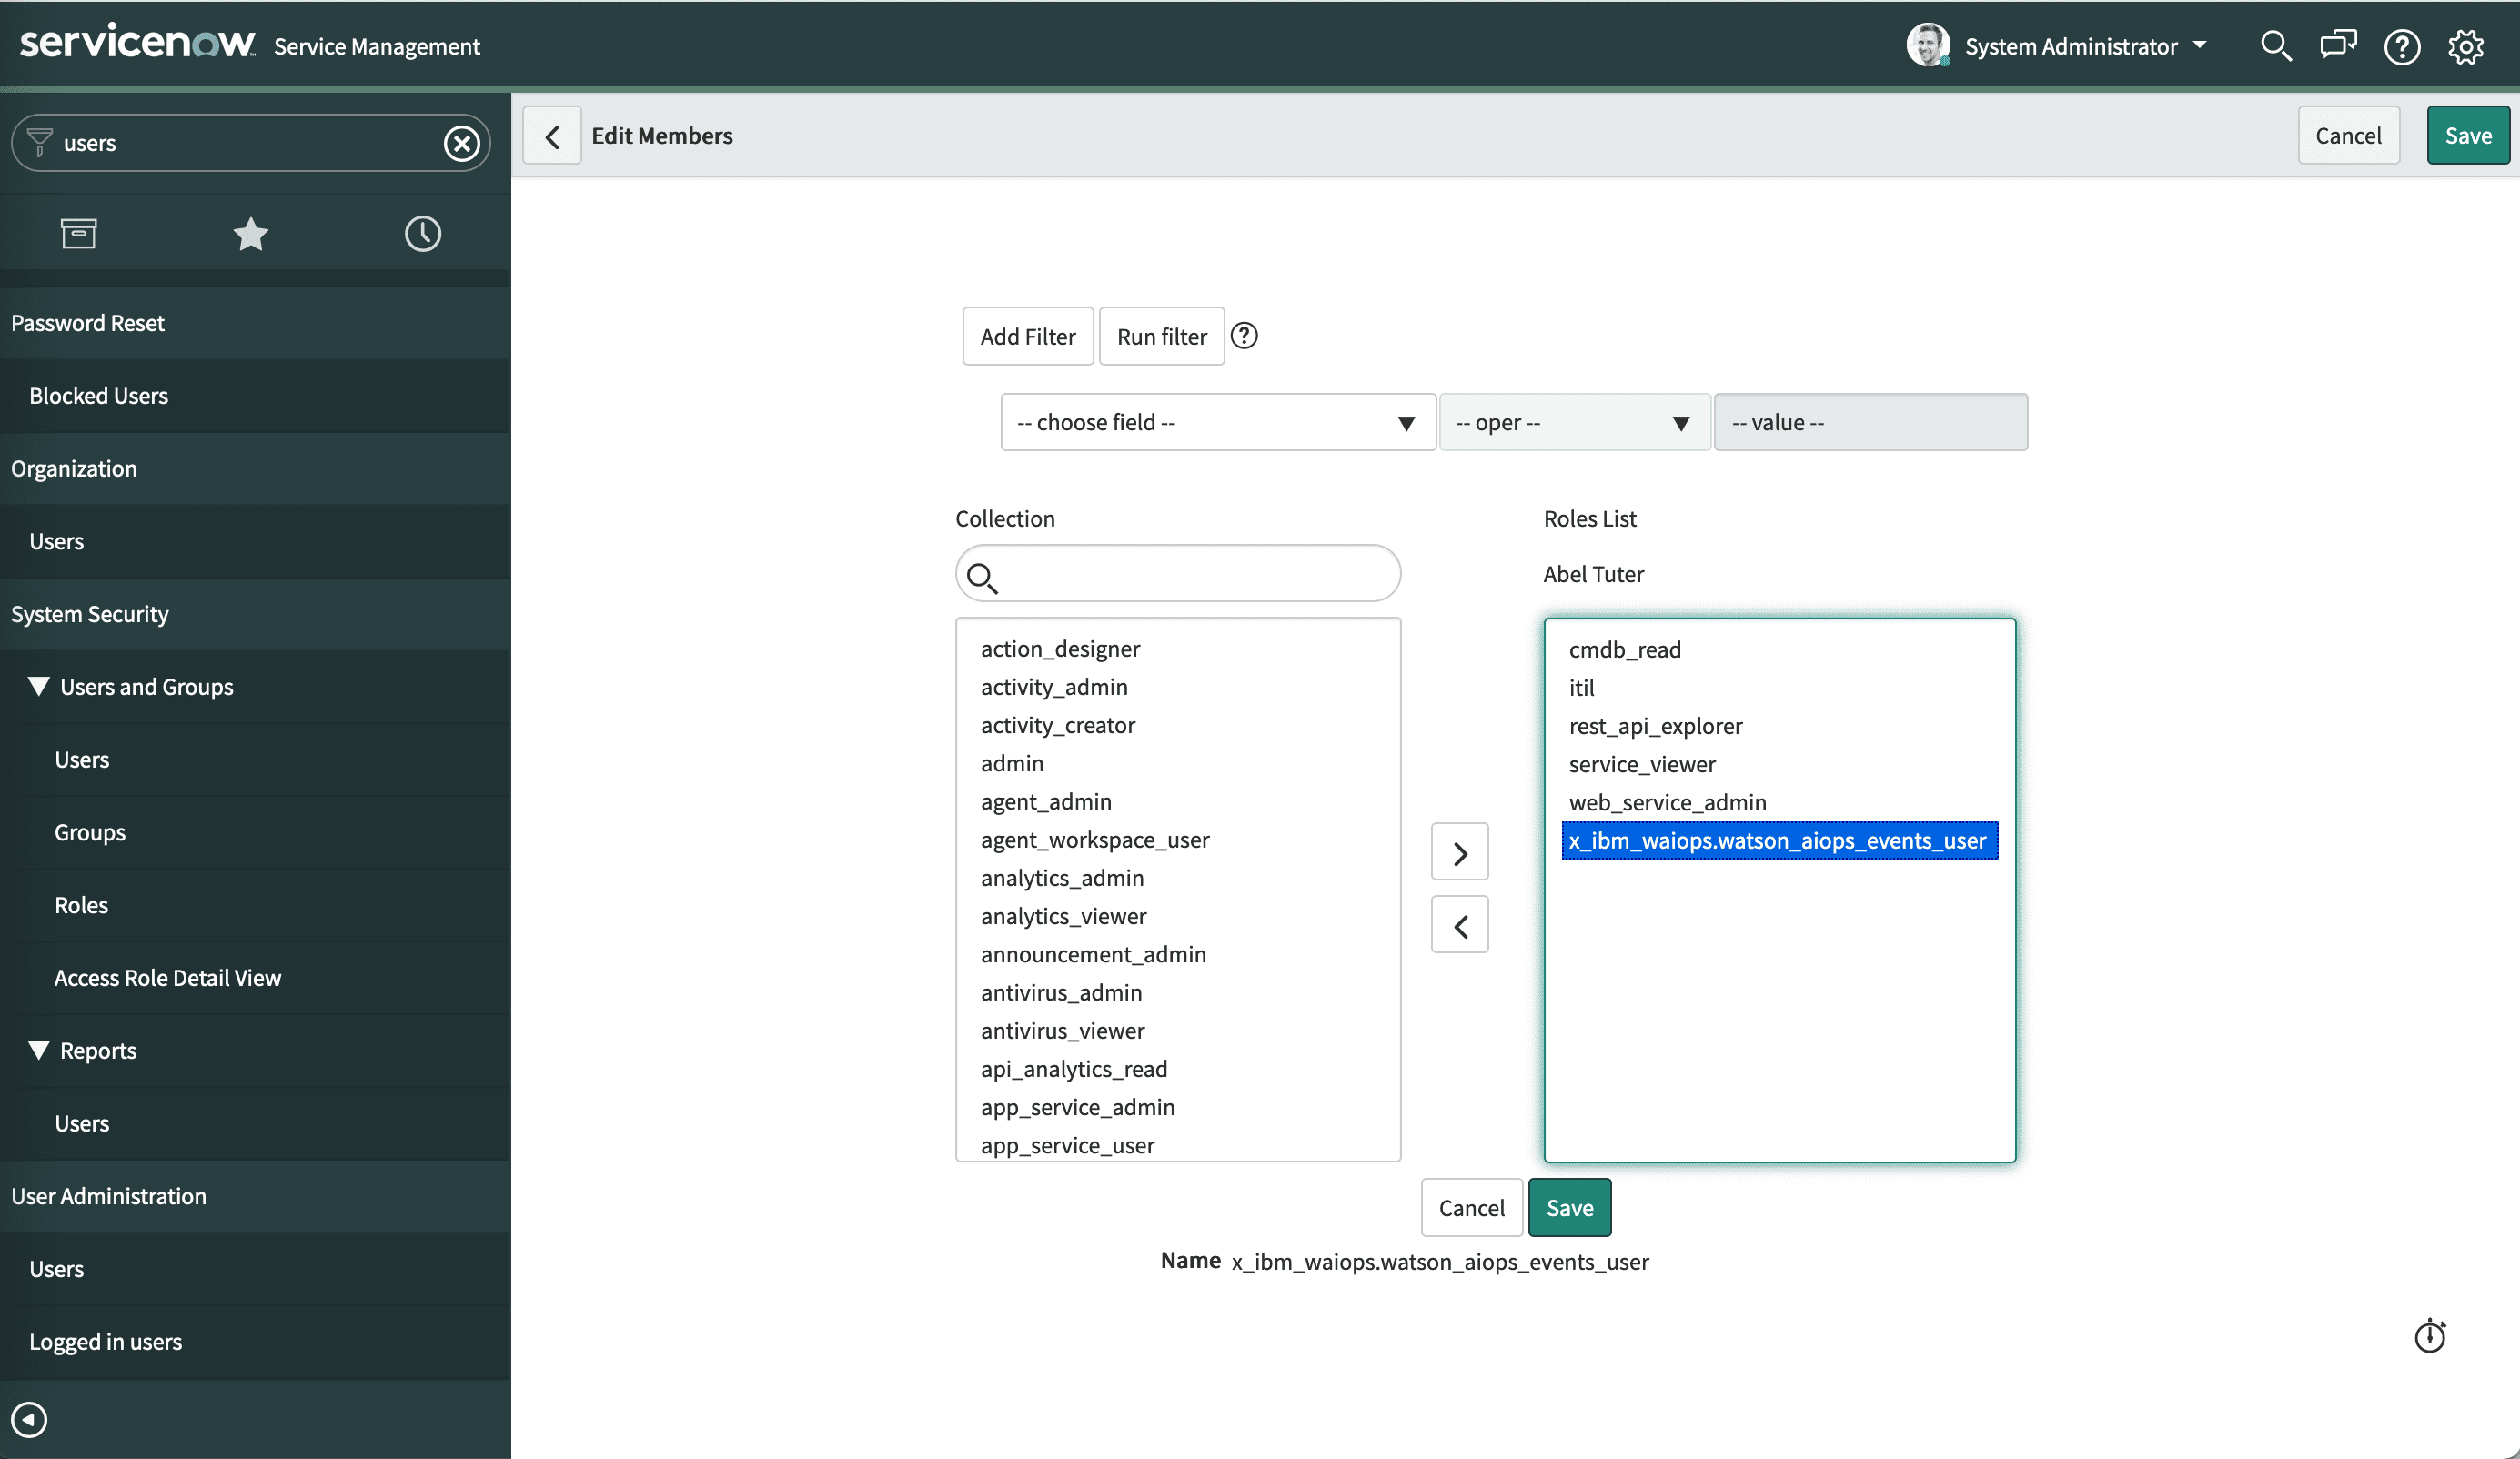 servicenow Service Management
System Administrator
users
Edit Members
Cancel
Save
Password Reset
Blocked Users
Organization
Users
System Security
Users and Groups
Users
Groups
Roles
Access Role Detail View
Reports
Users
User Administration
Users
Logged in users
Add Filter
Run filter
-- choose field --
-- oper --
-- value --
Collection
action_designer
activity_admin
activity_creator
admin
agent_admin
agent_workspace_user
analytics_admin
analytics_viewer
announcement_admin
antivirus_admin
antivirus_viewer
api_analytics_read
app_service_admin
app_service_user
Roles List
Abel Tuter
cmdb_read
itil
rest_api_explorer
service_viewer
web_service_admin
x_ibm_waiops.watson_aiops_events_user
Cancel
Save
Name x_ibm_waiops.watson_aiops_events_user